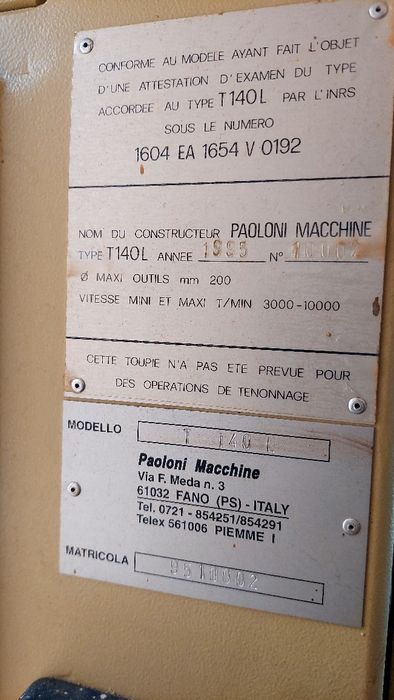 CONFORME AU MODELE AYANT FAIT L'OBJET
D'UNE ATTESTATION D'EXAMEN DU TYPE
ACCORDEE AU TYPE T140L PAR L'INRS
SOUS LE NUMERO
1604 EA 1654 V 0192
NOM DU CONSTRUCTEUR PAOLONI MACCHINE
TYPE T140L ANNEE 1995 N°
Ø MAXI OUTILS mm 200
VITESSE MINI ET MAXI T/MIN 3000-10000
CETTE TOUPIE N'A PAS ETE PREVUE POUR
DES OPERATIONS DE TENONNAGE
MODELLO T 140 L
Paoloni Macchine
Via F. Meda n. 3
61032 FANO (PS) - ITALY
Tel. 0721 - 854251/854291
Telex 561006 PIEMME I
MATRICOLA 9510002